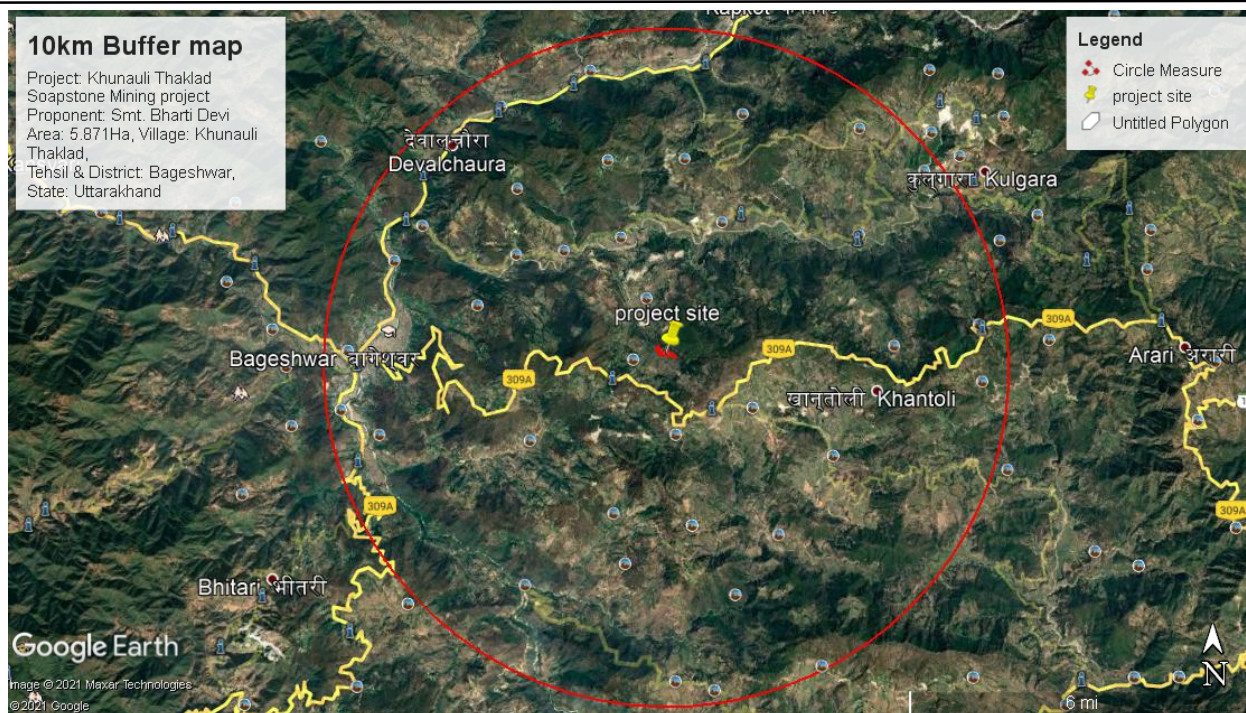 10km Buffer map
Project: Khunauli Thaklad
Soapstone Mining project
Proponent: Smt. Bharti Devi
Area: 5.871Ha, Village: Khunauli
Thaklad,
Tehsil & District: Bageshwar,
State: Uttarakhand
Legend
Circle Measure
project site
Untitled Polygon
Kapkot
देवालचौरा
Devalchaura
कुल्गारा Kulgara
project site
309A
309A
Arari अरारी
Bageshwar बागेश्वर
309A
खान्तोली Khantoli
309A
309A
Bhitari भीतरी
Google Earth
Image © 2021 Maxar Technologies
© 2021 Google
N
6 mi